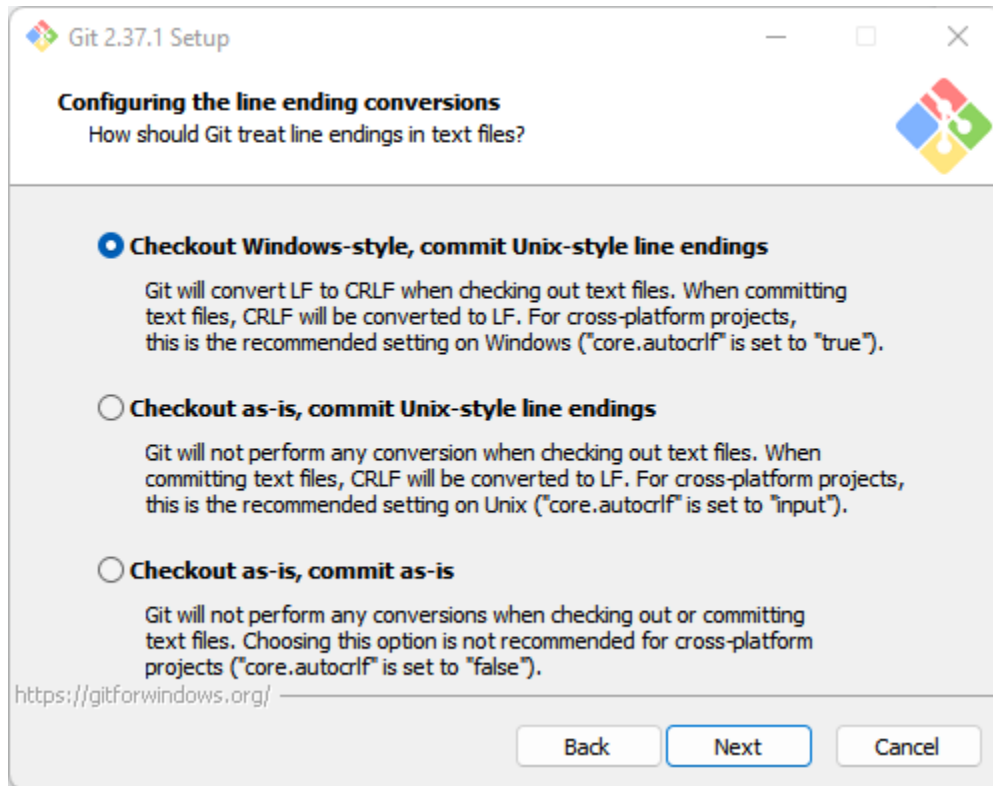 Git 2.37.1 Setup
Configuring the line ending conversions
How should Git treat line endings in text files?
Checkout Windows-style, commit Unix-style line endings
Git will convert LF to CRLF when checking out text files. When committing
text files, CRLF will be converted to LF. For cross-platform projects,
this is the recommended setting on Windows ("core.autocrlf" is set to "true").
Checkout as-is, commit Unix-style line endings
Git will not perform any conversion when checking out text files. When
committing text files, CRLF will be converted to LF. For cross-platform projects,
this is the recommended setting on Unix ("core.autocrlf" is set to "input").
Checkout as-is, commit as-is
Git will not perform any conversions when checking out or committing
text files. Choosing this option is not recommended for cross-platform
projects ("core.autocrlf" is set to "false").
https://gitforwindows.org/
Back Next Cancel